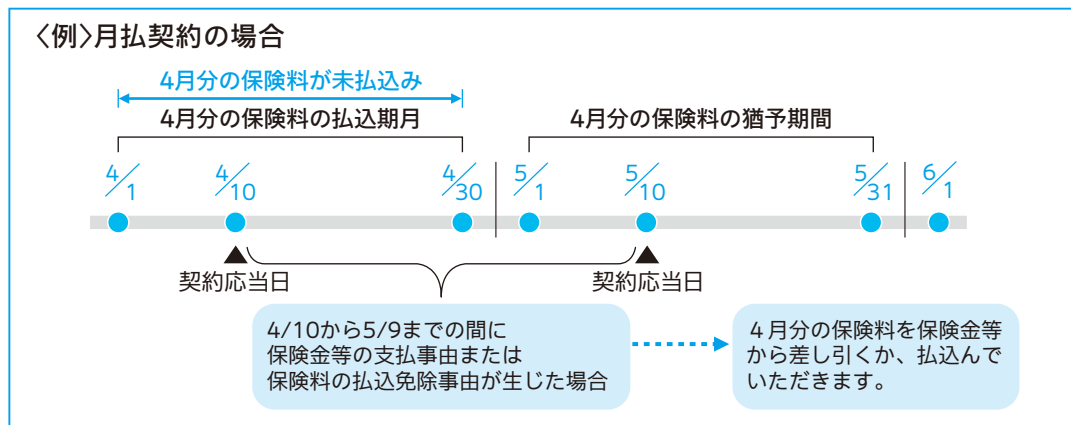 〈例〉月払契約の場合
4月分の保険料が未払込み
4月分の保険料の払込期月
4月分の保険料の猶予期間
4/1
4/10
4/30
5/1
5/10
5/31
6/1
契約応当日
契約応当日
4/10から5/9までの間に
保険金等の支払事由または
保険料の払込免除事由が生じた場合
4月分の保険料を保険金等
から差し引くか、払込んで
いただきます。